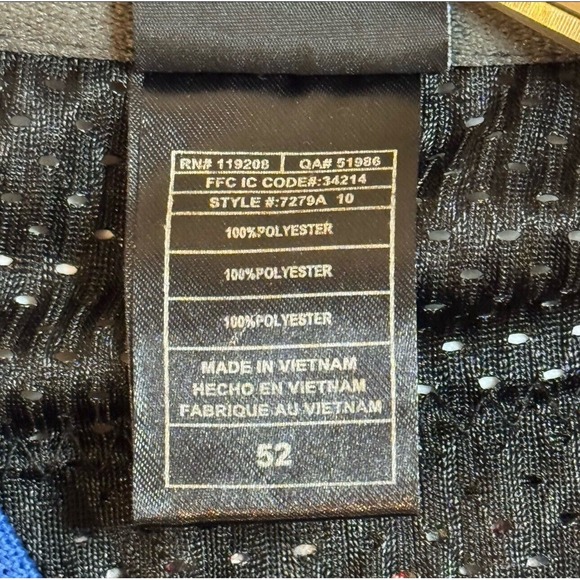 RN# 119208 QA# 51986
FFC IC CODE#:34214
STYLE #:7279A 10
100%POLYESTER
100%POLYESTER
100%POLYESTER
MADE IN VIETNAM
HECHO EN VIETNAM
FABRIQUE AU VIETNAM
52